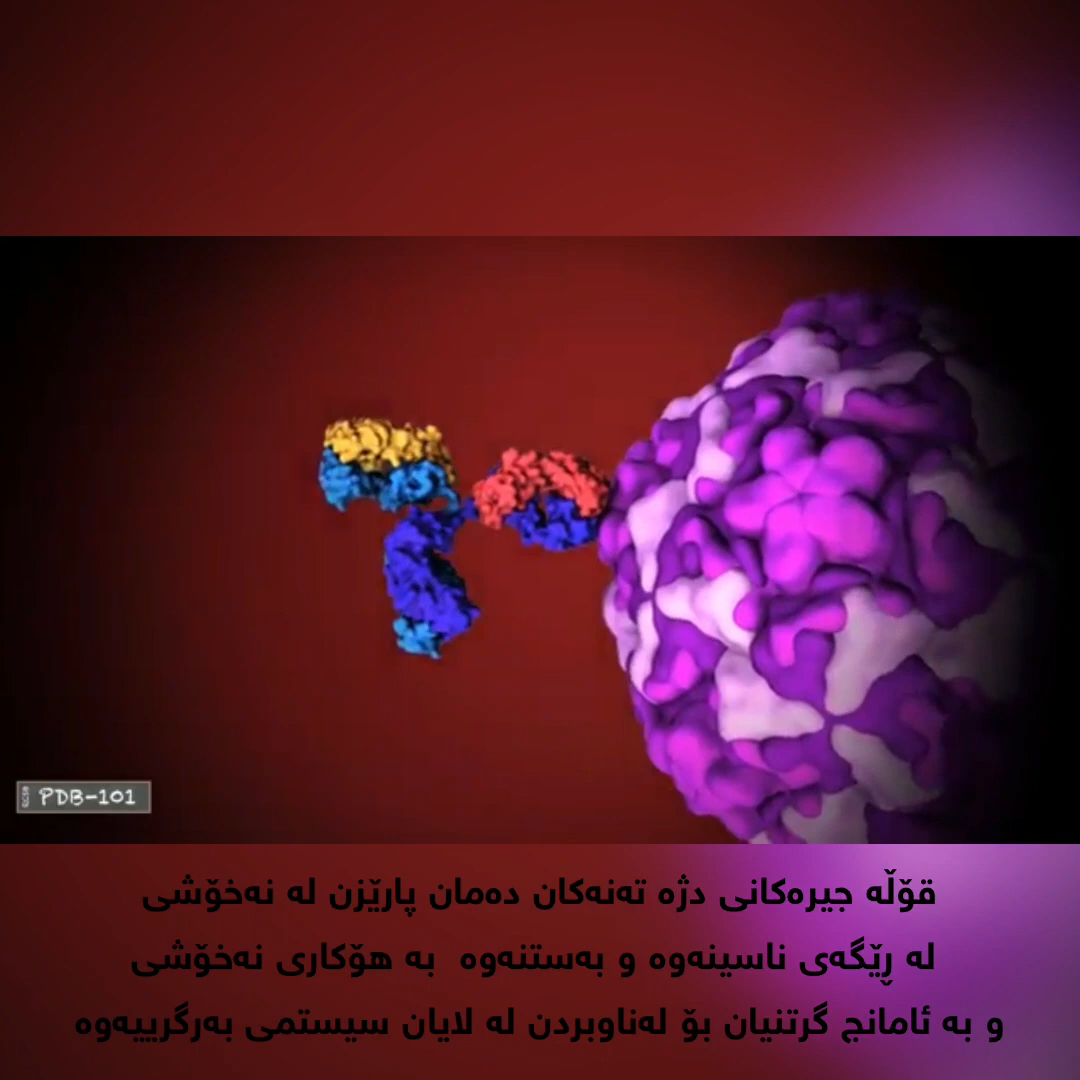 RCSB PDB-101
قۆڵە جیرەکانی دژە تەنەکان دەمان پارێزن لە نەخۆشی
لە ڕێگەی ناسینەوە و بەستنەوە بە هۆکاری نەخۆشی
و بە ئامانج گرتنیان بۆ لەناوبردن لە لایان سیستمی بەرگرییەوە